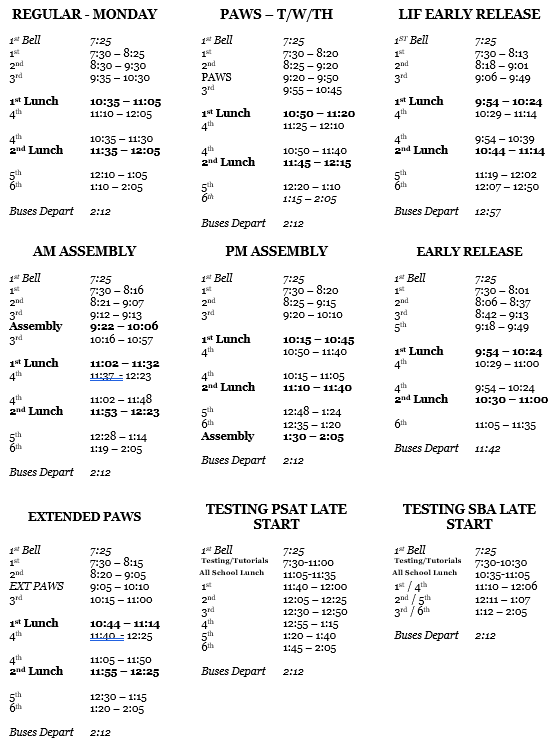 REGULAR - MONDAY
1st Bell 7:25
1st 7:30 – 8:25
2nd 8:30 – 9:30
3rd 9:35 – 10:30
1st Lunch 10:35 – 11:05
4th 11:10 – 12:05
4th 10:35 – 11:30
2nd Lunch 11:35 – 12:05
5th 12:10 – 1:05
6th 1:10 – 2:05
Buses Depart 2:12
PAWS – T/W/TH
1st Bell 7:25
1st 7:30 – 8:20
2nd 8:25 – 9:20
PAWS 9:20 – 9:50
3rd 9:55 – 10:45
1st Lunch 10:50 – 11:20
4th 11:25 – 12:10
4th 10:50 – 11:40
2nd Lunch 11:45 – 12:15
5th 12:20 – 1:10
6th 1:15 – 2:05
Buses Depart 2:12
LIF EARLY RELEASE
1ST Bell 7:25
1st 7:30 – 8:13
2nd 8:18 – 9:01
3rd 9:06 – 9:49
1st Lunch 9:54 – 10:24
4th 10:29 – 11:14
4th 9:54 – 10:39
2nd Lunch 10:44 – 11:14
5th 11:19 – 12:02
6th 12:07 – 12:50
Buses Depart 12:57
AM ASSEMBLY
1st Bell 7:25
1st 7:30 – 8:16
2nd 8:21 – 9:07
3rd 9:12 – 9:13
Assembly 9:22 – 10:06
3rd 10:16 – 10:57
1st Lunch 11:02 – 11:32
4th 11:37 - 12:23
4th 11:02 – 11:48
2nd Lunch 11:53 – 12:23
5th 12:28 – 1:14
6th 1:19 – 2:05
Buses Depart 2:12
PM ASSEMBLY
1st Bell 7:25
1st 7:30 – 8:20
2nd 8:25 – 9:15
3rd 9:20 – 10:10
1st Lunch 10:15 – 10:45
4th 10:50 – 11:40
4th 10:15 – 11:05
2nd Lunch 11:10 – 11:40
5th 12:48 – 1:24
6th 12:35 – 1:20
Assembly 1:30 – 2:05
Buses Depart 2:12
EARLY RELEASE
1st Bell 7:25
1st 7:30 – 8:01
2nd 8:06 – 8:37
3rd 8:42 – 9:13
5th 9:18 – 9:49
1st Lunch 9:54 – 10:24
4th 10:29 – 11:00
4th 9:54 – 10:24
2nd Lunch 10:30 – 11:00
6th 11:05 – 11:35
Buses Depart 11:42
EXTENDED PAWS
1st Bell 7:25
1st 7:30 – 8:15
2nd 8:20 – 9:05
EXT PAWS 9:05 – 10:10
3rd 10:15 – 11:00
1st Lunch 10:44 – 11:14
4th 11:40 - 12:25
4th 11:05 – 11:50
2nd Lunch 11:55 – 12:25
5th 12:30 – 1:15
6th 1:20 – 2:05
Buses Depart 2:12
TESTING PSAT LATE
START
1st Bell 7:25
Testing/Tutorials 7:30-11:00
All School Lunch 11:05-11:35
1st 11:40 – 12:00
2nd 12:05 – 12:25
3rd 12:30 – 12:50
4th 12:55 – 1:15
5th 1:20 – 1:40
6th 1:45 – 2:05
Buses Depart 2:12
TESTING SBA LATE
START
1st Bell 7:25
Testing/Tutorials 7:30-10:30
All School Lunch 10:35-11:05
1st / 4th 11:10 – 12:06
2nd / 5th 12:11 – 1:07
3rd / 6th 1:12 – 2:05
Buses Depart 2:12